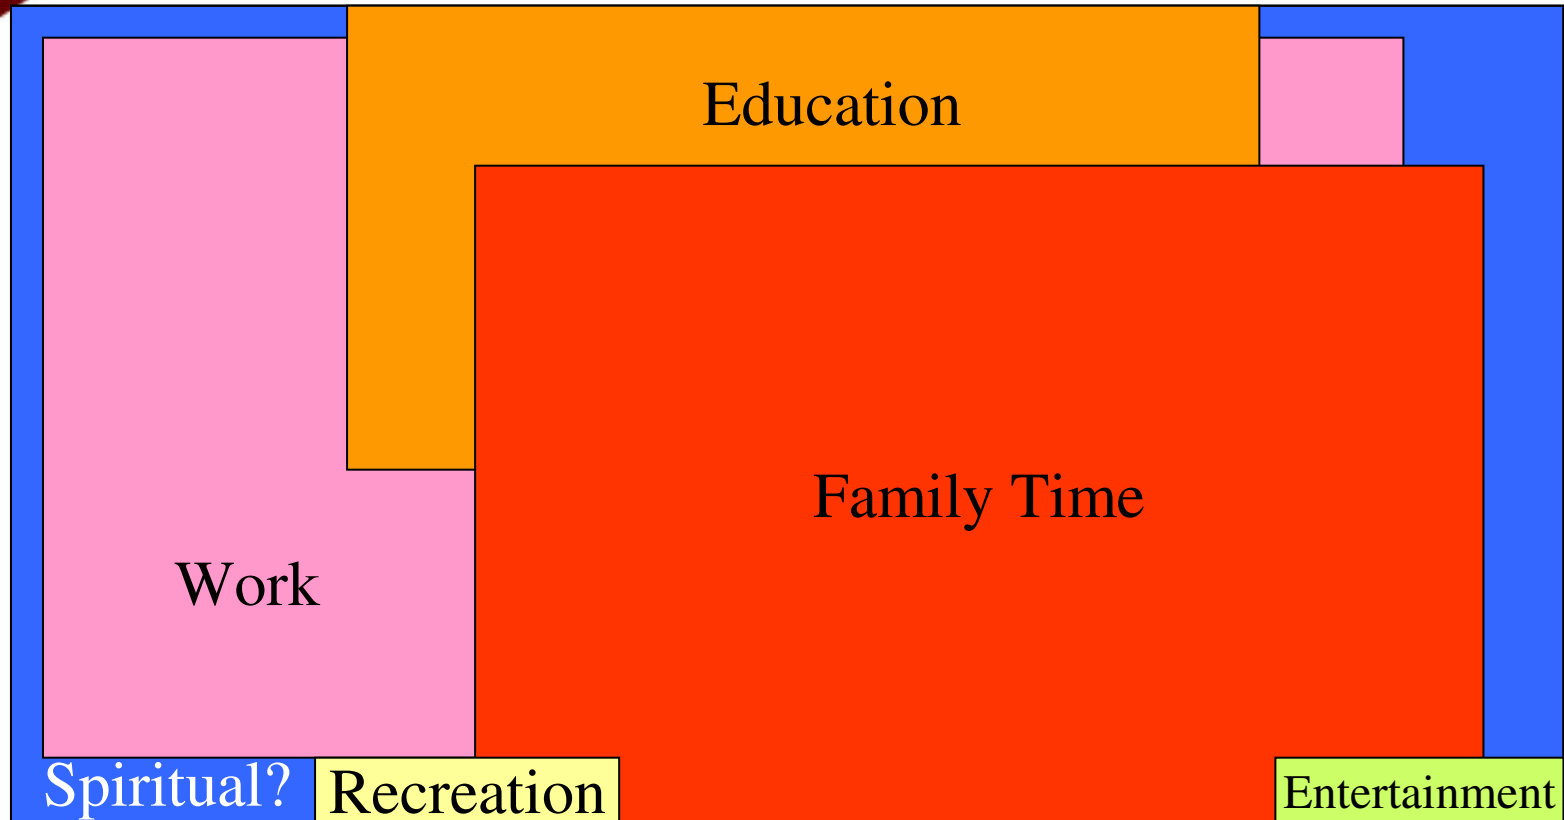 Education
Family Time
Work
Spiritual?
Recreation
Entertainment